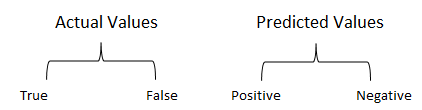 Actual Values
Predicted Values
True
False
Positive
Negative